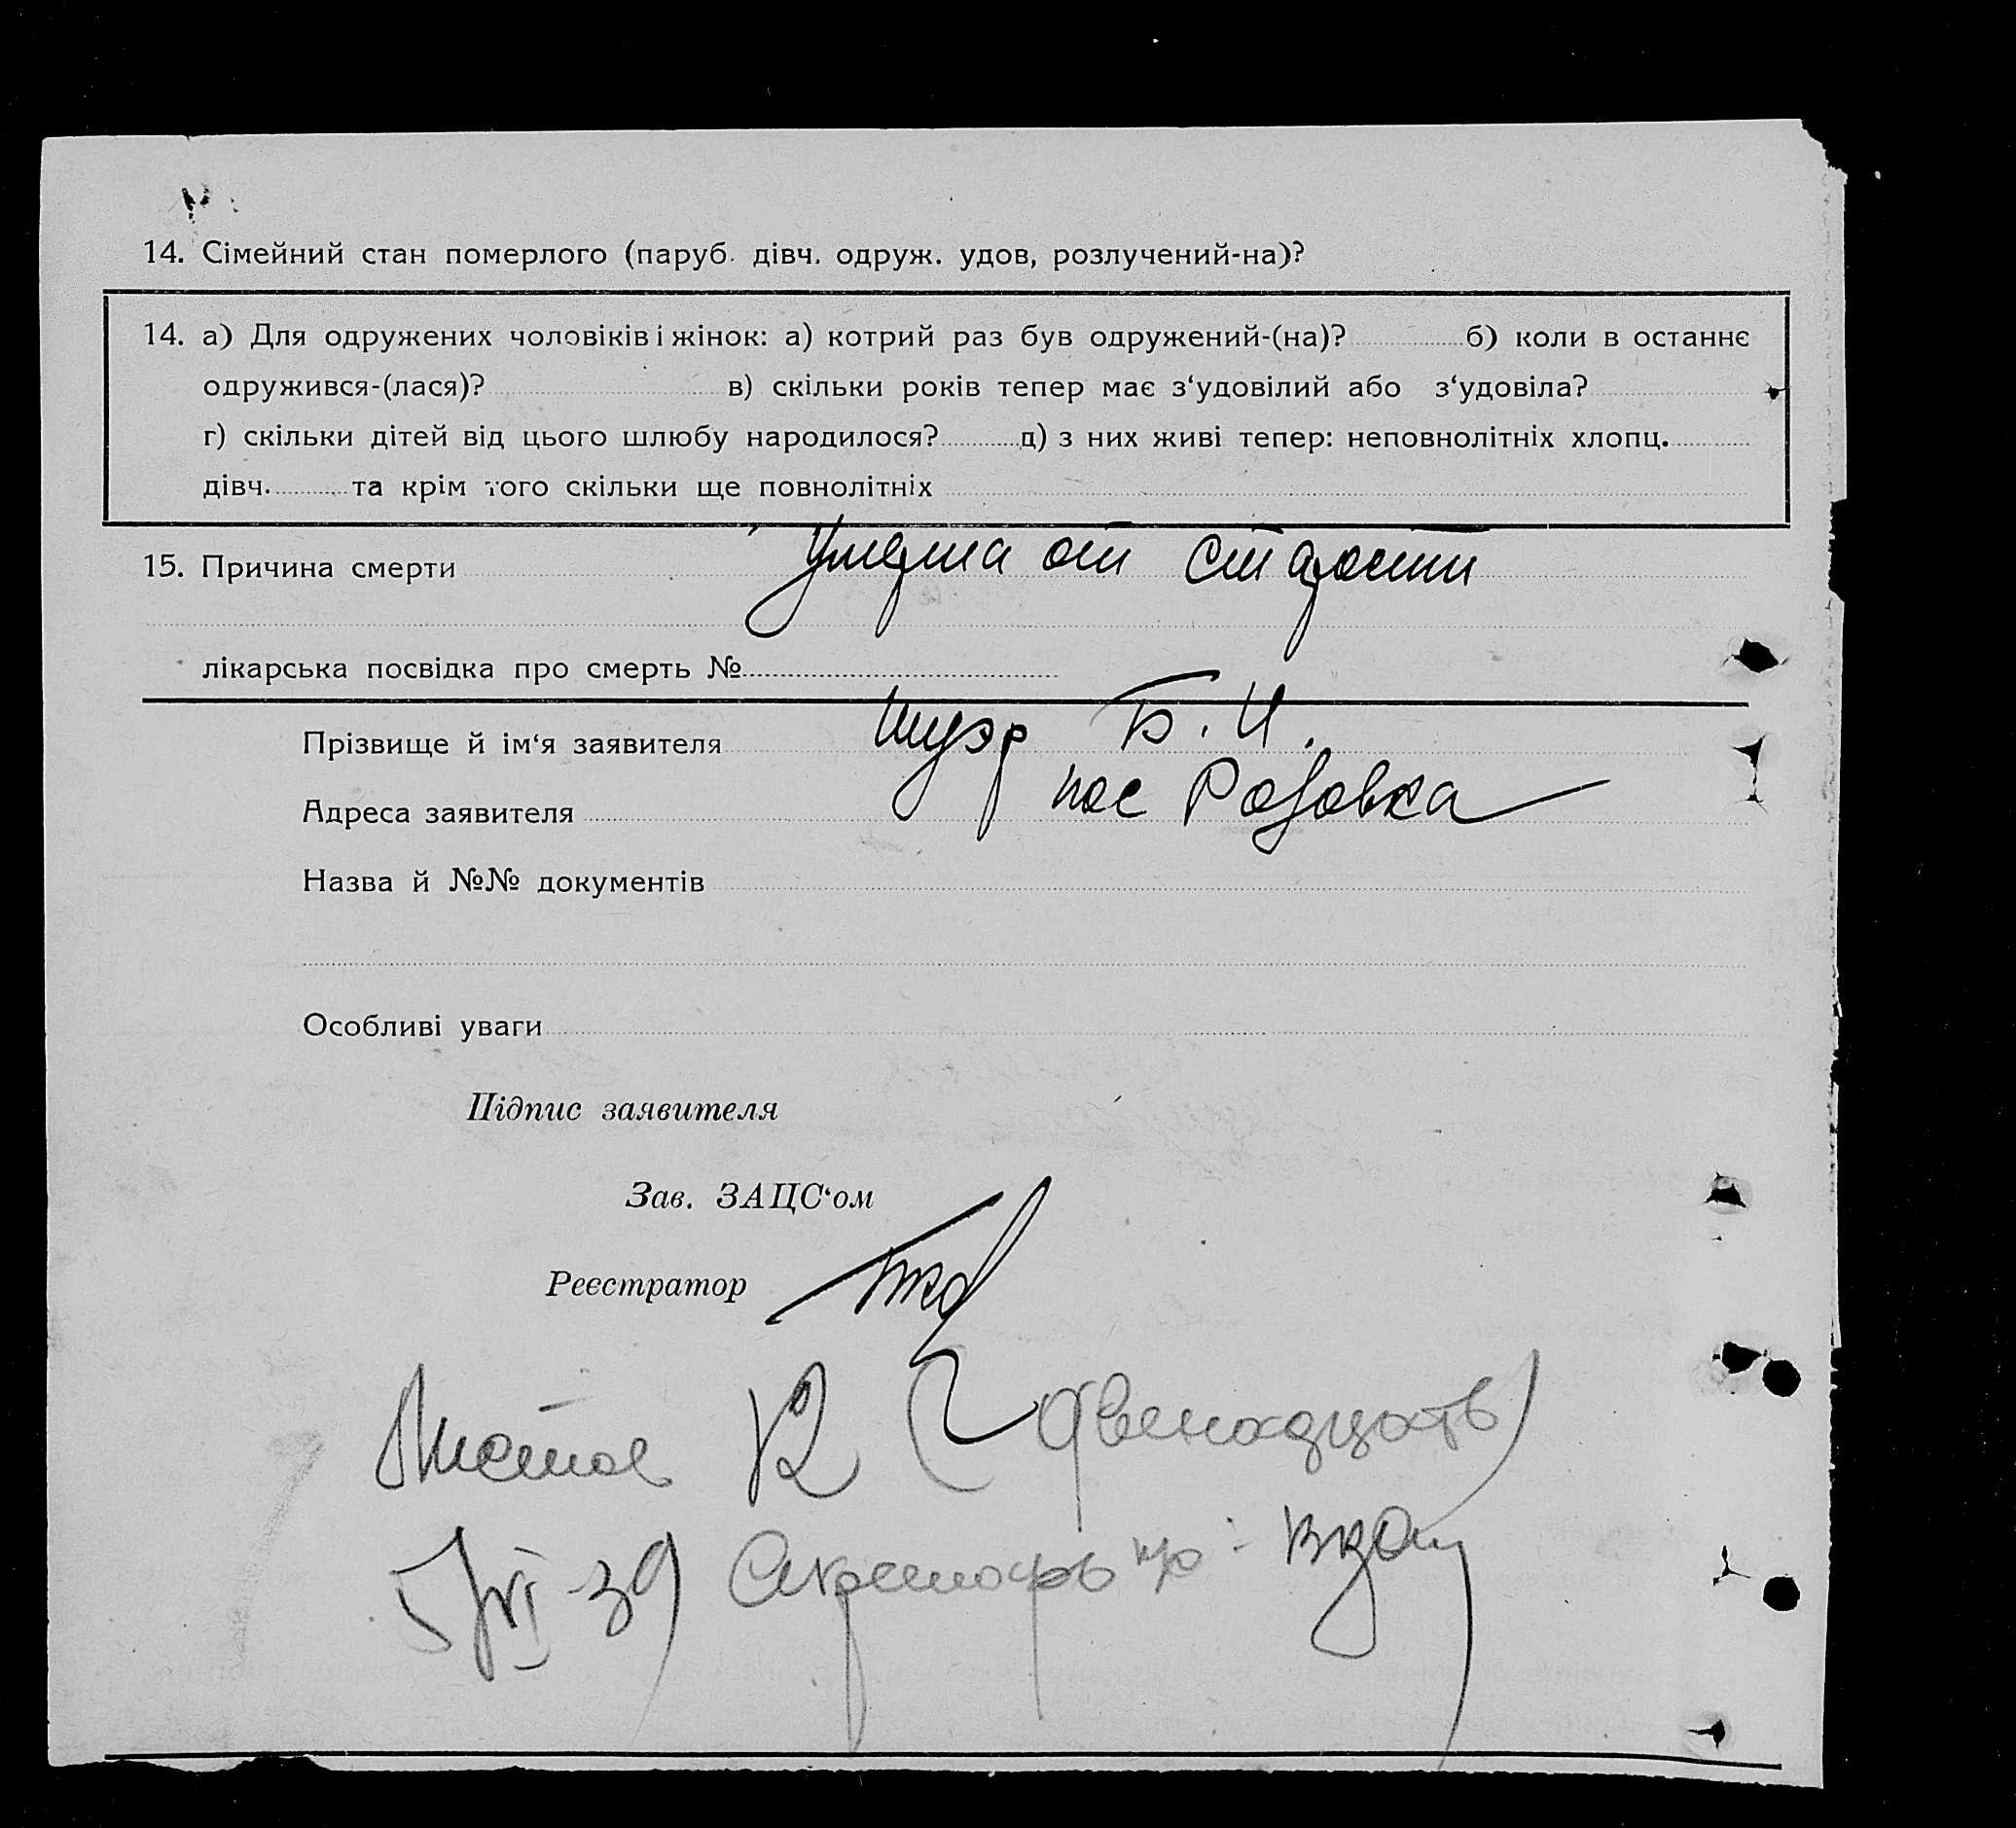 14. Сімейний стан померлого (паруб. дівч. одруж. удов, розлучений-на)?
14. а) Для одружених чоловіків і жінок: а) котрий раз був одружений-(на)? б) коли в останнє
одружився-(лася)? в) скільки років тепер має з‘удовілий або з‘удовіла?
г) скільки дітей від цього шлюбу народилося? д) з них живі тепер: неповнолітніх хлопц.
дівч. та крім того скільки ще повнолітніх
15. Причина смерти Умерла от старости
лікарська посвідка про смерть №
Прізвище й ім‘я заявителя Шуэр Б. И.
Адреса заявителя пос Розовка
Назва й №№ документів
Особливі уваги
Підпис заявителя
Зав. ЗАЦС‘ом
Реєстратор
Листов 12 (двенадцать)
5/VI-39 Секретарь